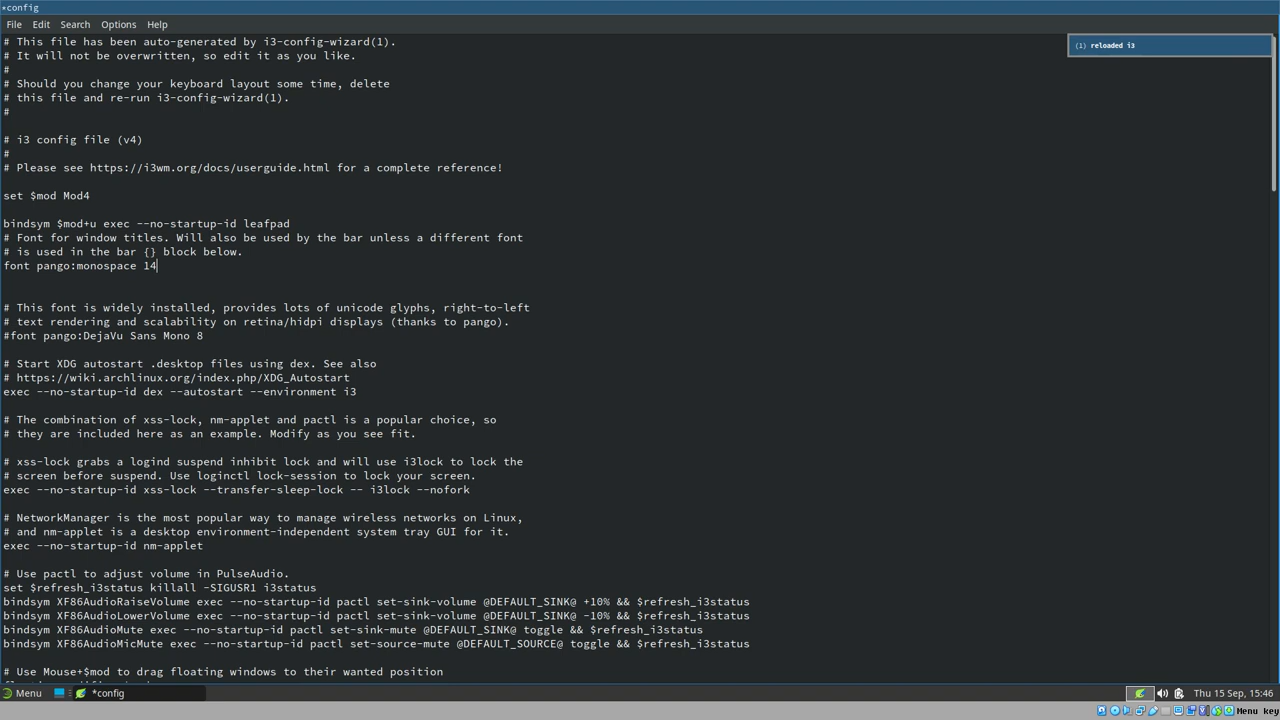 *config
File Edit Search Options Help
# This file has been auto-generated by i3-config-wizard(1).
(1) reloaded i3
# It will not be overwritten, so edit it as you like.
#
# Should you change your keyboard layout some time, delete
# this file and re-run i3-config-wizard(1).
#
# i3 config file (v4)
#
# Please see https://i3wm.org/docs/userguide.html for a complete reference!
set $mod Mod4
bindsym $mod+u exec --no-startup-id leafpad
# Font for window titles. Will also be used by the bar unless a different font
# is used in the bar {} block below.
font pango:monospace 14
# This font is widely installed, provides lots of unicode glyphs, right-to-left
# text rendering and scalability on retina/hidpi displays (thanks to pango).
#font pango:DejaVu Sans Mono 8
# Start XDG autostart .desktop files using dex. See also
# https://wiki.archlinux.org/index.php/XDG_Autostart
exec --no-startup-id dex --autostart --environment i3
# The combination of xss-lock, nm-applet and pactl is a popular choice, so
# they are included here as an example. Modify as you see fit.
# xss-lock grabs a logind suspend inhibit lock and will use i3lock to lock the
# screen before suspend. Use loginctl lock-session to lock your screen.
exec --no-startup-id xss-lock --transfer-sleep-lock -- i3lock --nofork
# NetworkManager is the most popular way to manage wireless networks on Linux,
# and nm-applet is a desktop environment-independent system tray GUI for it.
exec --no-startup-id nm-applet
# Use pactl to adjust volume in PulseAudio.
set $refresh_i3status killall -SIGUSR1 i3status
bindsym XF86AudioRaiseVolume exec --no-startup-id pactl set-sink-volume @DEFAULT_SINK@ +10% && $refresh_i3status
bindsym XF86AudioLowerVolume exec --no-startup-id pactl set-sink-volume @DEFAULT_SINK@ -10% && $refresh_i3status
bindsym XF86AudioMute exec --no-startup-id pactl set-sink-mute @DEFAULT_SINK@ toggle && $refresh_i3status
bindsym XF86AudioMicMute exec --no-startup-id pactl set-source-mute @DEFAULT_SOURCE@ toggle && $refresh_i3status
# Use Mouse+$mod to drag floating windows to their wanted position
Menu *config Thu 15 Sep, 15:46
Menu key